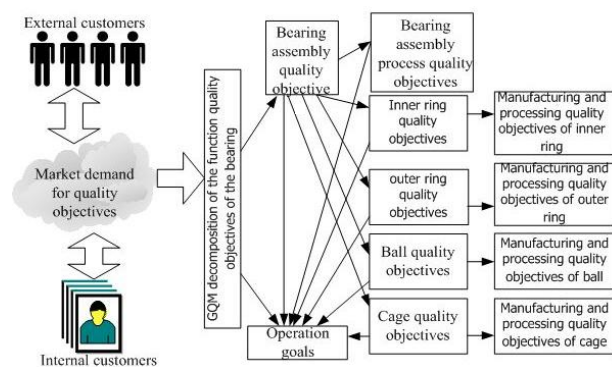 External customers
Market demand
for quality
objectives
Internal customers
GQM decomposition of the function quality
objectives of the bearing
Bearing
assembly
quality
objective
Bearing
assembly
process quality
objectives
Inner ring
quality
objectives
outer ring
quality
objectives
Ball quality
objectives
Cage quality
objectives
Operation
goals
Manufacturing and
processing quality
objectives of inner
ring
Manufacturing and
processing quality
objectives of outer
ring
Manufacturing and
processing quality
objectives of ball
Manufacturing and
processing quality
objectives of cage